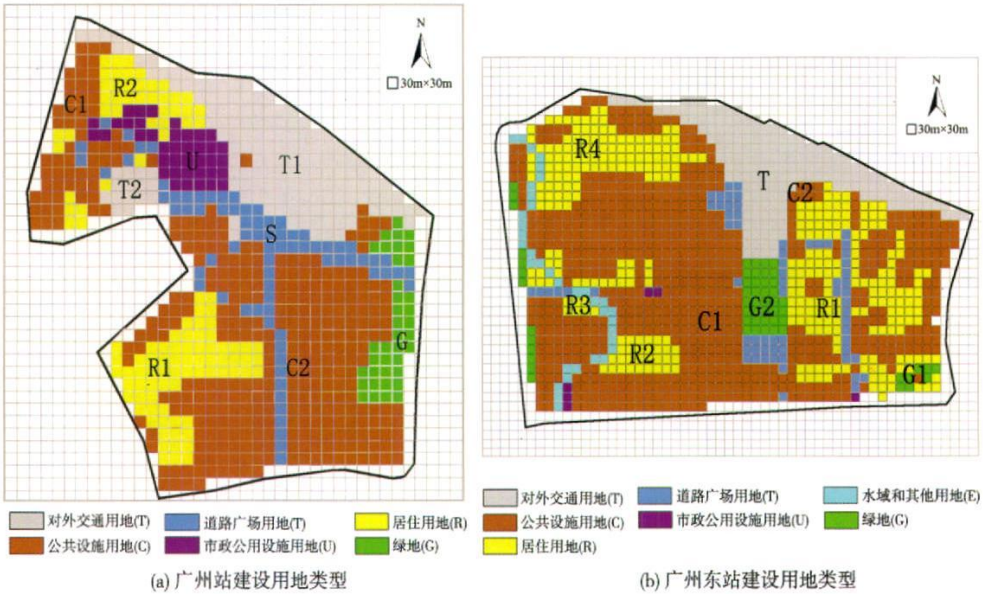 N
□30m×30m
R2
C1
U
T1
T2
S
R1
C2
G
对外交通用地(T)
道路广场用地(T)
居住用地(R)
公共设施用地(C)
市政公用设施用地(U)
绿地(G)
(a) 广州站建设用地类型
N
□30m×30m
R4
T
C2
R3
G2
R1
C1
R2
G1
对外交通用地(T)
道路广场用地(T)
水域和其他用地(E)
公共设施用地(C)
市政公用设施用地(U)
绿地(G)
居住用地(R)
(b) 广州东站建设用地类型